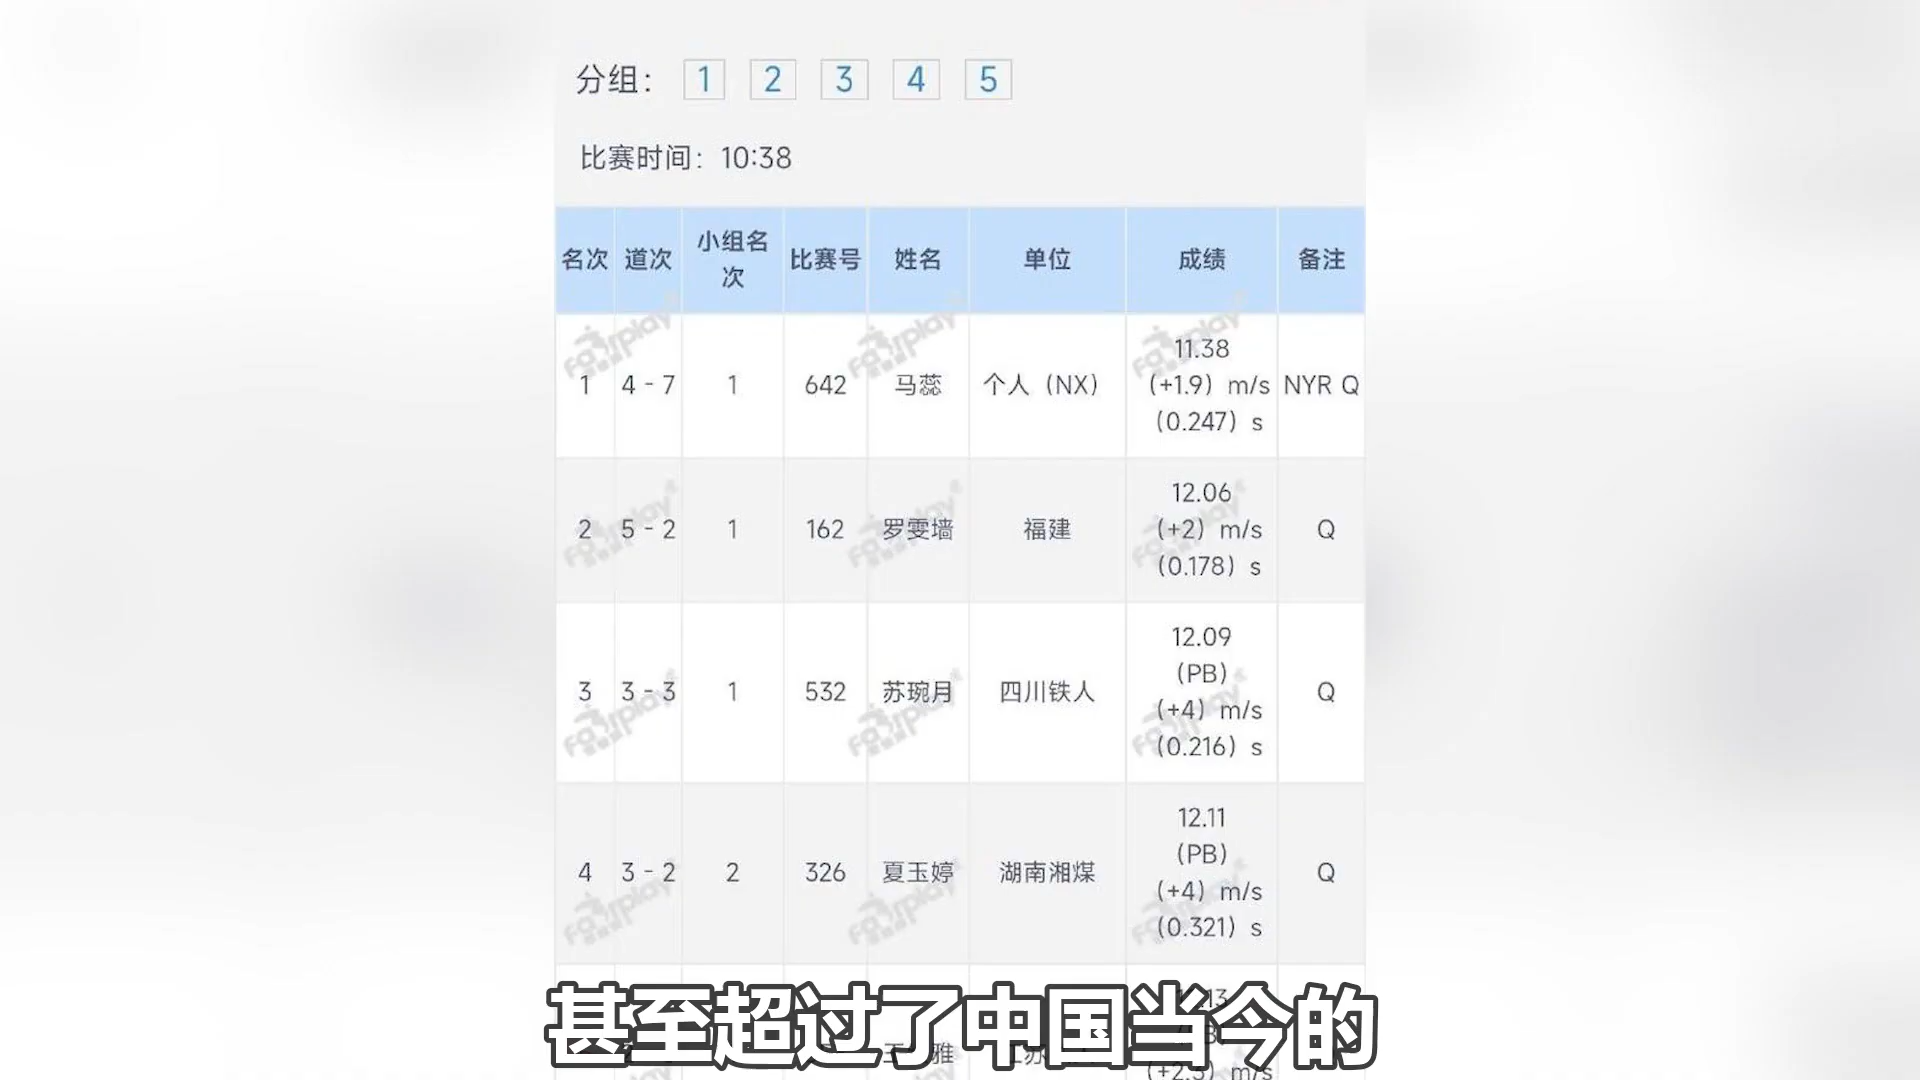 分组： 1 2 3 4 5
比赛时间：10:38
名次 道次 小组名次 比赛号 姓名 单位 成绩 备注
1 4 - 7 1 642 马蕊 个人（NX） 11.38 （+1.9）m/s （0.247）s NYR Q
2 5 - 2 1 162 罗雯墙 福建 12.06 （+2）m/s （0.178）s Q
3 3 - 3 1 532 苏琬月 四川铁人 12.09 （PB） （+4）m/s （0.216）s Q
4 3 - 2 2 326 夏玉婷 湖南湘煤 12.11 （PB） （+4）m/s （0.321）s Q
甚至超过了中国当今的